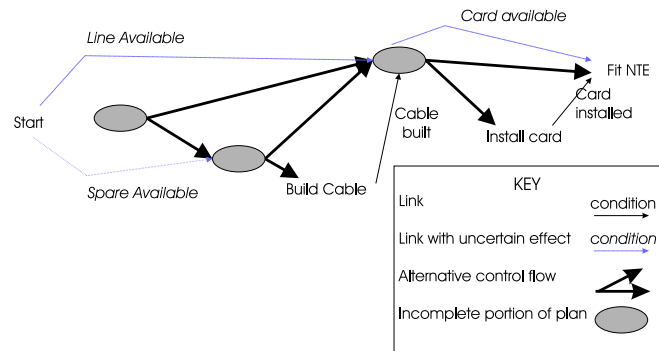 Card available
Line Available
Fit NTE
Card
installed
Start
Cable
built
Install card
Spare Available
Build Cable
KEY
Link
condition
Link with uncertain effect
condition
Alternative control flow
Incomplete portion of plan